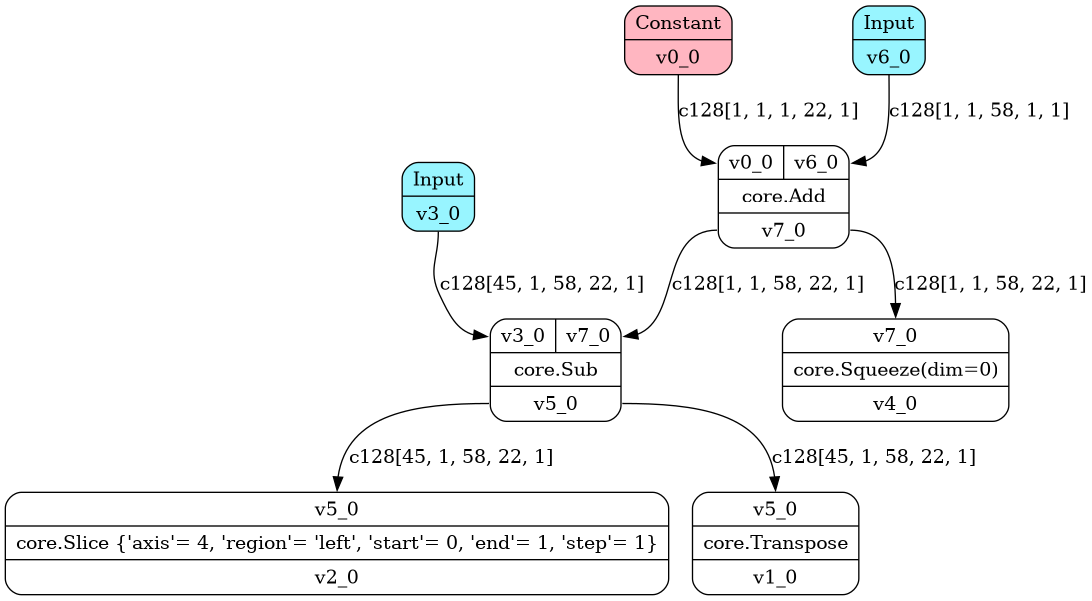 Constant
v0_0
Input
v6_0
c128[1, 1, 1, 22, 1]
c128[1, 1, 58, 1, 1]
Input
v3_0
v0_0 v6_0
core.Add
v7_0
c128[45, 1, 58, 22, 1]
c128[1, 1, 58, 22, 1]
c128[1, 1, 58, 22, 1]
v3_0 v7_0
core.Sub
v5_0
v7_0
core.Squeeze(dim=0)
v4_0
c128[45, 1, 58, 22, 1]
c128[45, 1, 58, 22, 1]
v5_0
core.Slice {'axis'= 4, 'region'= 'left', 'start'= 0, 'end'= 1, 'step'= 1}
v2_0
v5_0
core.Transpose
v1_0